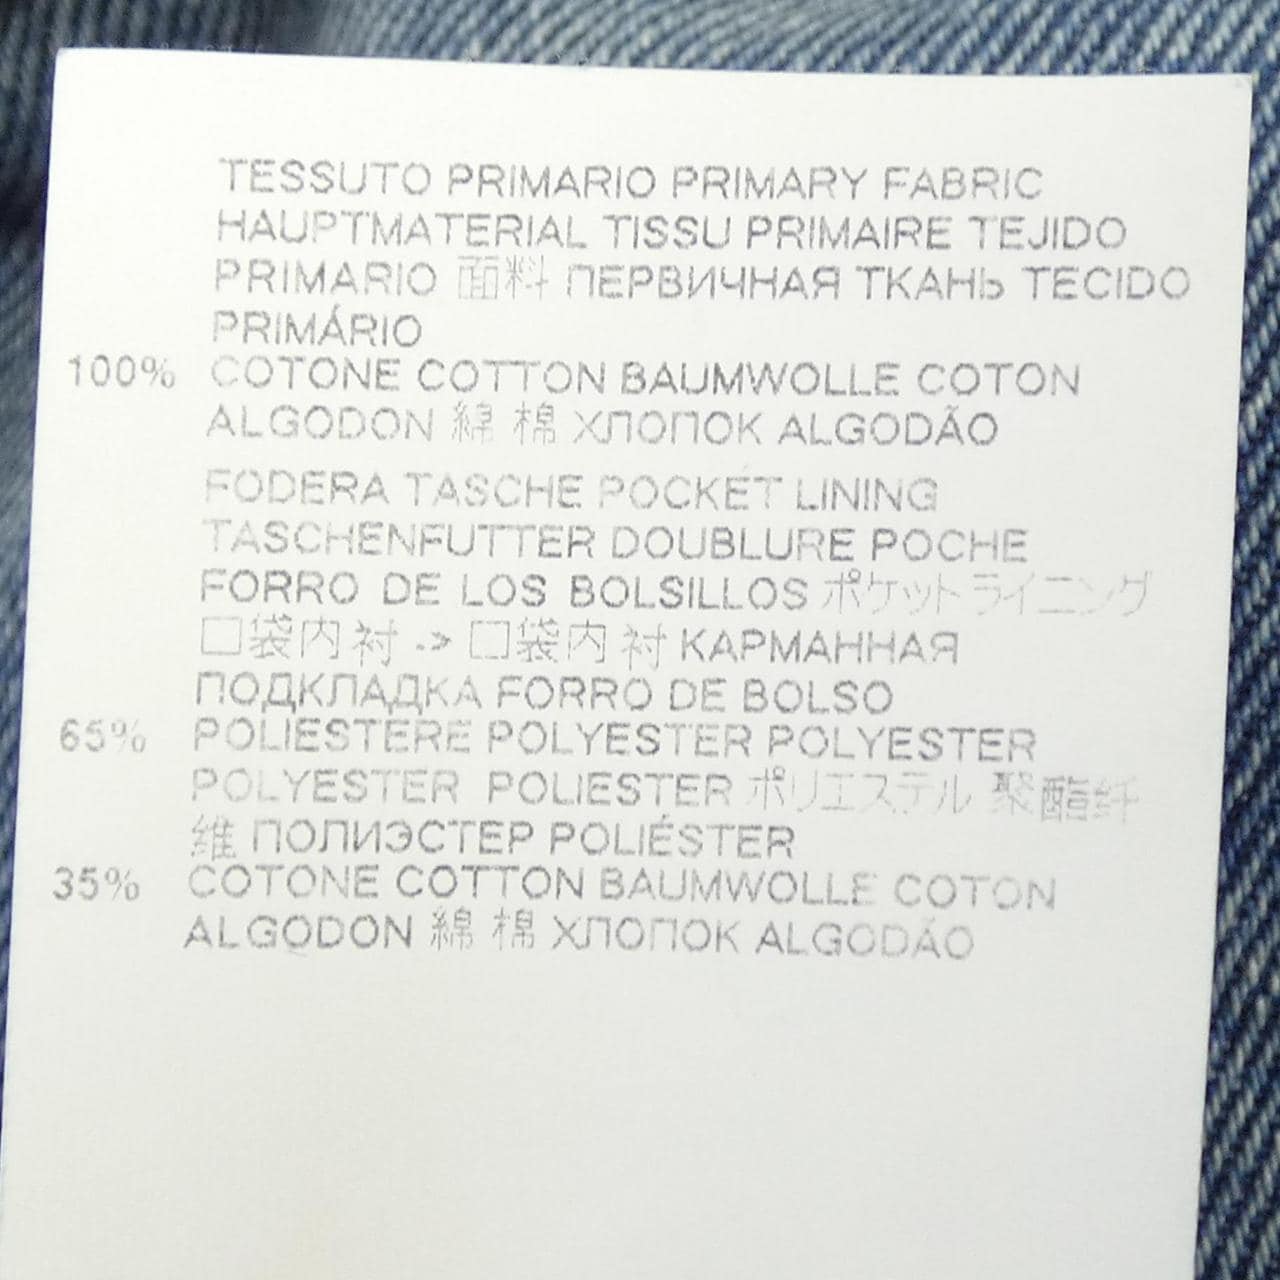 TESSUTO PRIMARIO PRIMARY FABRIC
HAUPTMATERIAL TISSU PRIMAIRE TEJIDO
PRIMARIO 面料 ПЕРВИЧНАЯ ТКАНЬ TECIDO
PRIMÁRIO
100% COTONE COTTON BAUMWOLLE COTON
ALGODON 綿 棉 ХЛОПОК ALGODÃO
FODERA TASCHE POCKET LINING
TASCHENFUTTER DOUBLURE POCHE
FORRO DE LOS BOLSILLOS ポケットライニング
口袋内衬 -> 口袋内衬 КАРМАННАЯ
ПОДКЛАДКА FORRO DE BOLSO
65% POLIESTERE POLYESTER POLYESTER
POLYESTER POLIESTER ポリエステル 聚酯纤
维 ПОЛИЭСТЕР POLIÉSTER
35% COTONE COTTON BAUMWOLLE COTON
ALGODON 綿 棉 ХЛОПОК ALGODÃO